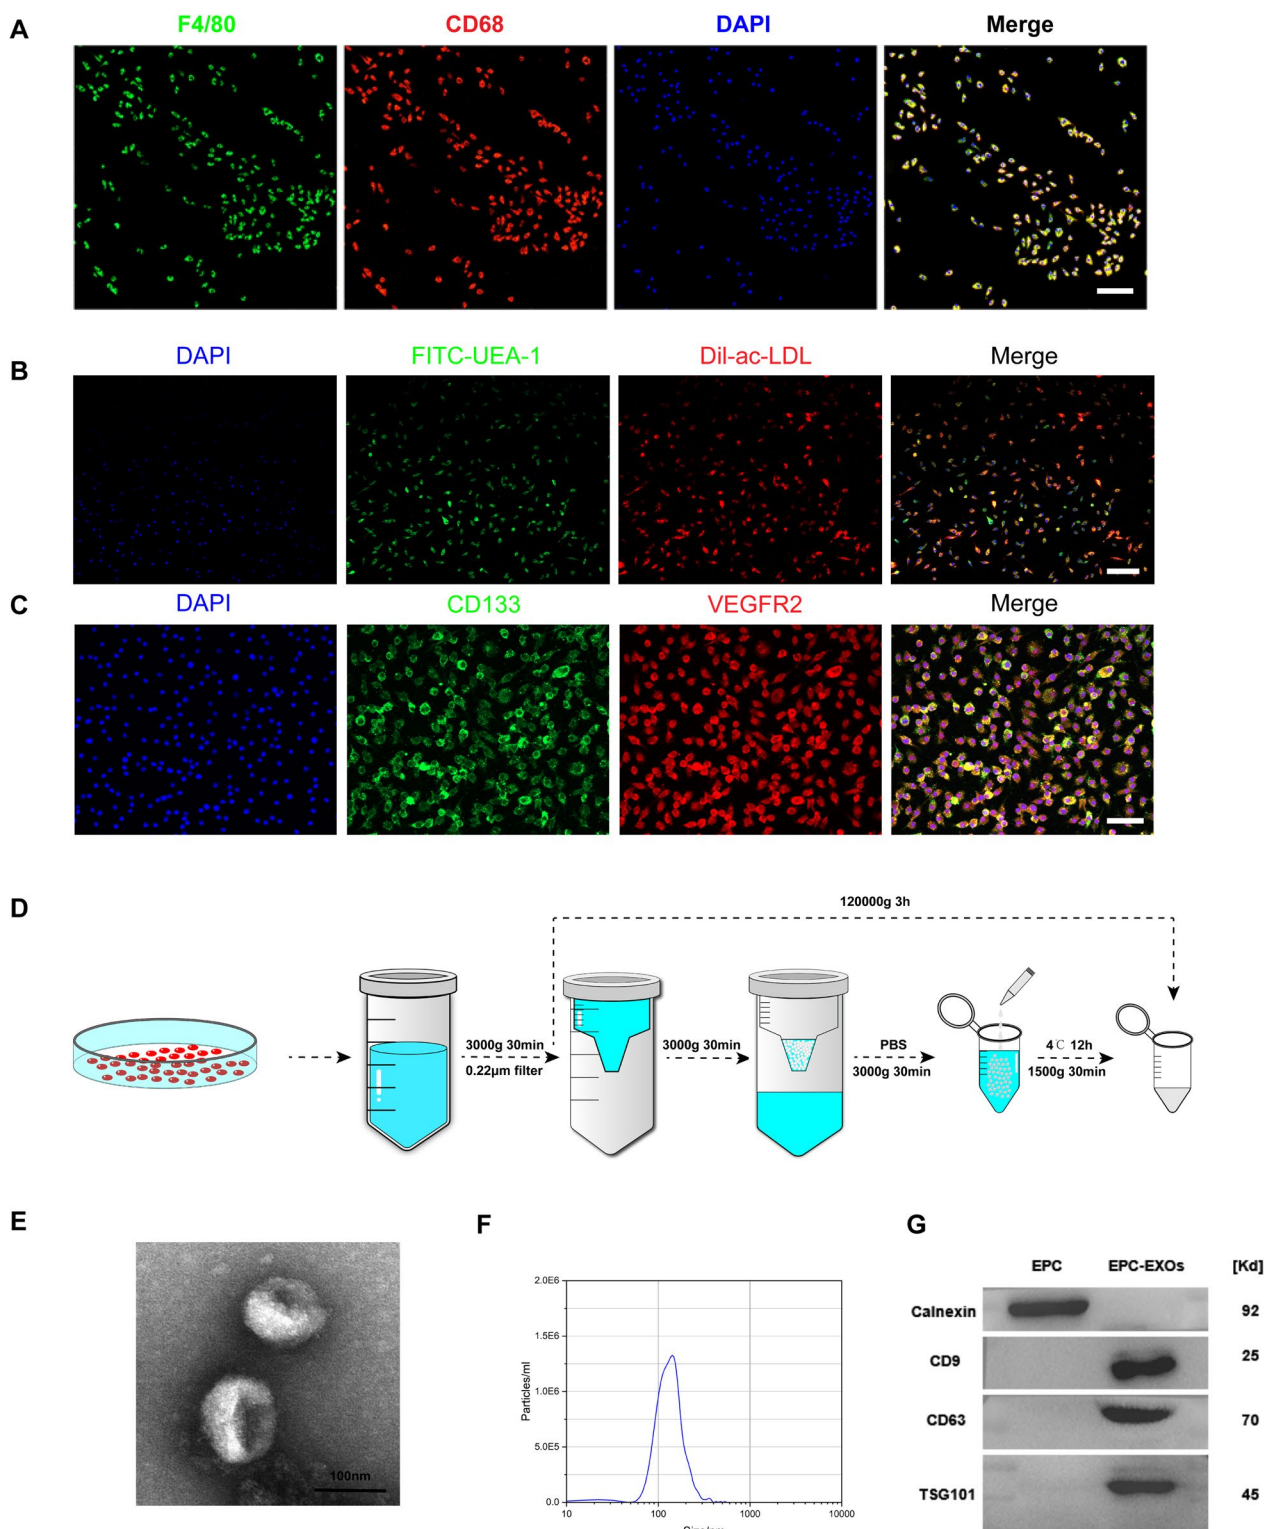 A
F4/80 CD68 DAPI Merge
B
DAPI FITC-UEA-1 Dil-ac-LDL Merge
C
DAPI CD133 VEGFR2 Merge
D
120000g 3h
3000g 30min
0.22μm filter
3000g 30min
PBS
3000g 30min
4℃ 12h
1500g 30min
E
100nm
F
Particles/ml
2.0E6
1.5E6
1.0E6
5.0E5
0.0
10 100 1000 10000
G
EPC EPC-EXOs [Kd]
Calnexin 92
CD9 25
CD63 70
TSG101 45